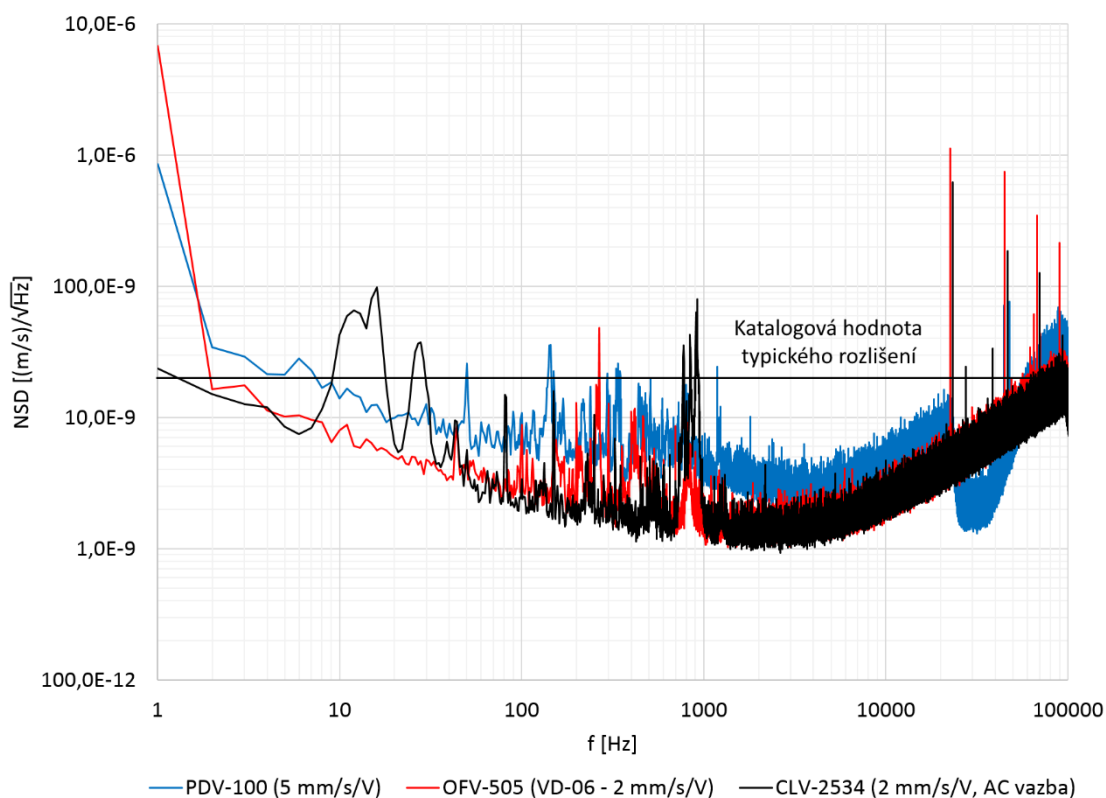 10,0E-6
1,0E-6
100,0E-9
10,0E-9
1,0E-9
100,0E-12
NSD [(m/s)/√Hz]
Katalogová hodnota
typického rozlišení
1 10 100 1000 10000 100000
f [Hz]
PDV-100 (5 mm/s/V) OFV-505 (VD-06 - 2 mm/s/V) CLV-2534 (2 mm/s/V, AC vazba)